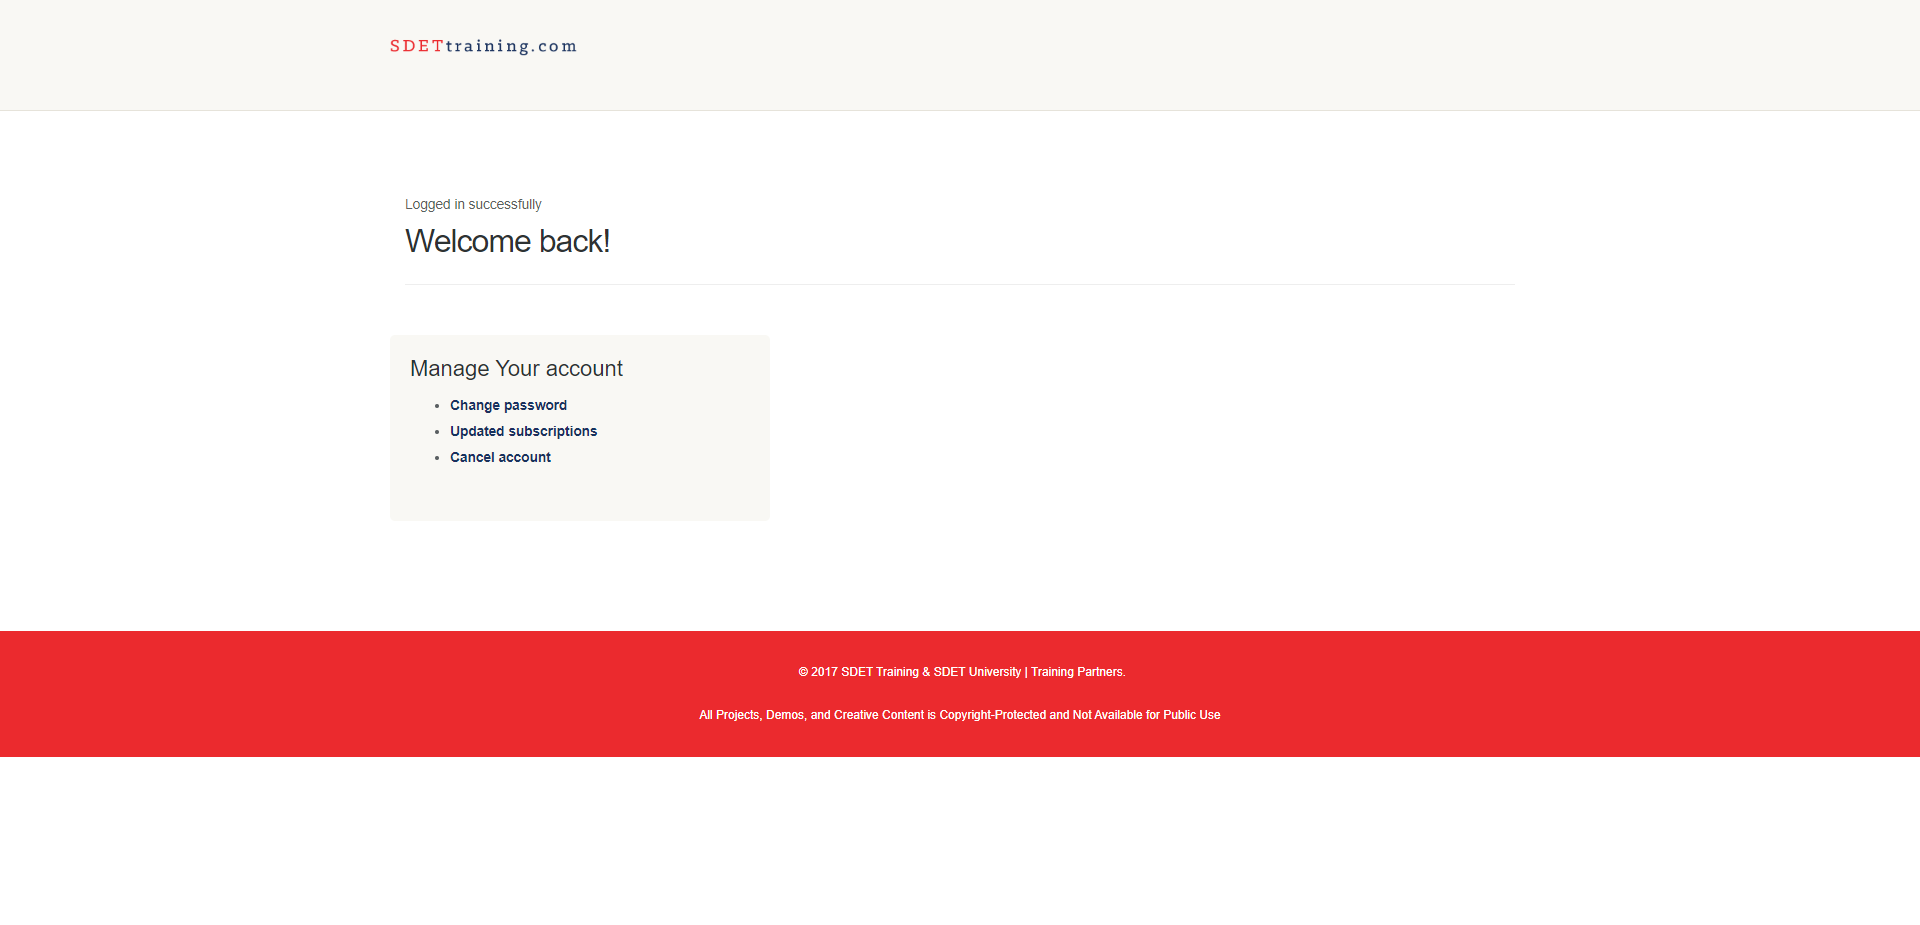 SDETtraining.com
Logged in successfully
Welcome back!
Manage Your account
Change password
Updated subscriptions
Cancel account
© 2017 SDET Training & SDET University | Training Partners.
All Projects, Demos, and Creative Content is Copyright-Protected and Not Available for Public Use